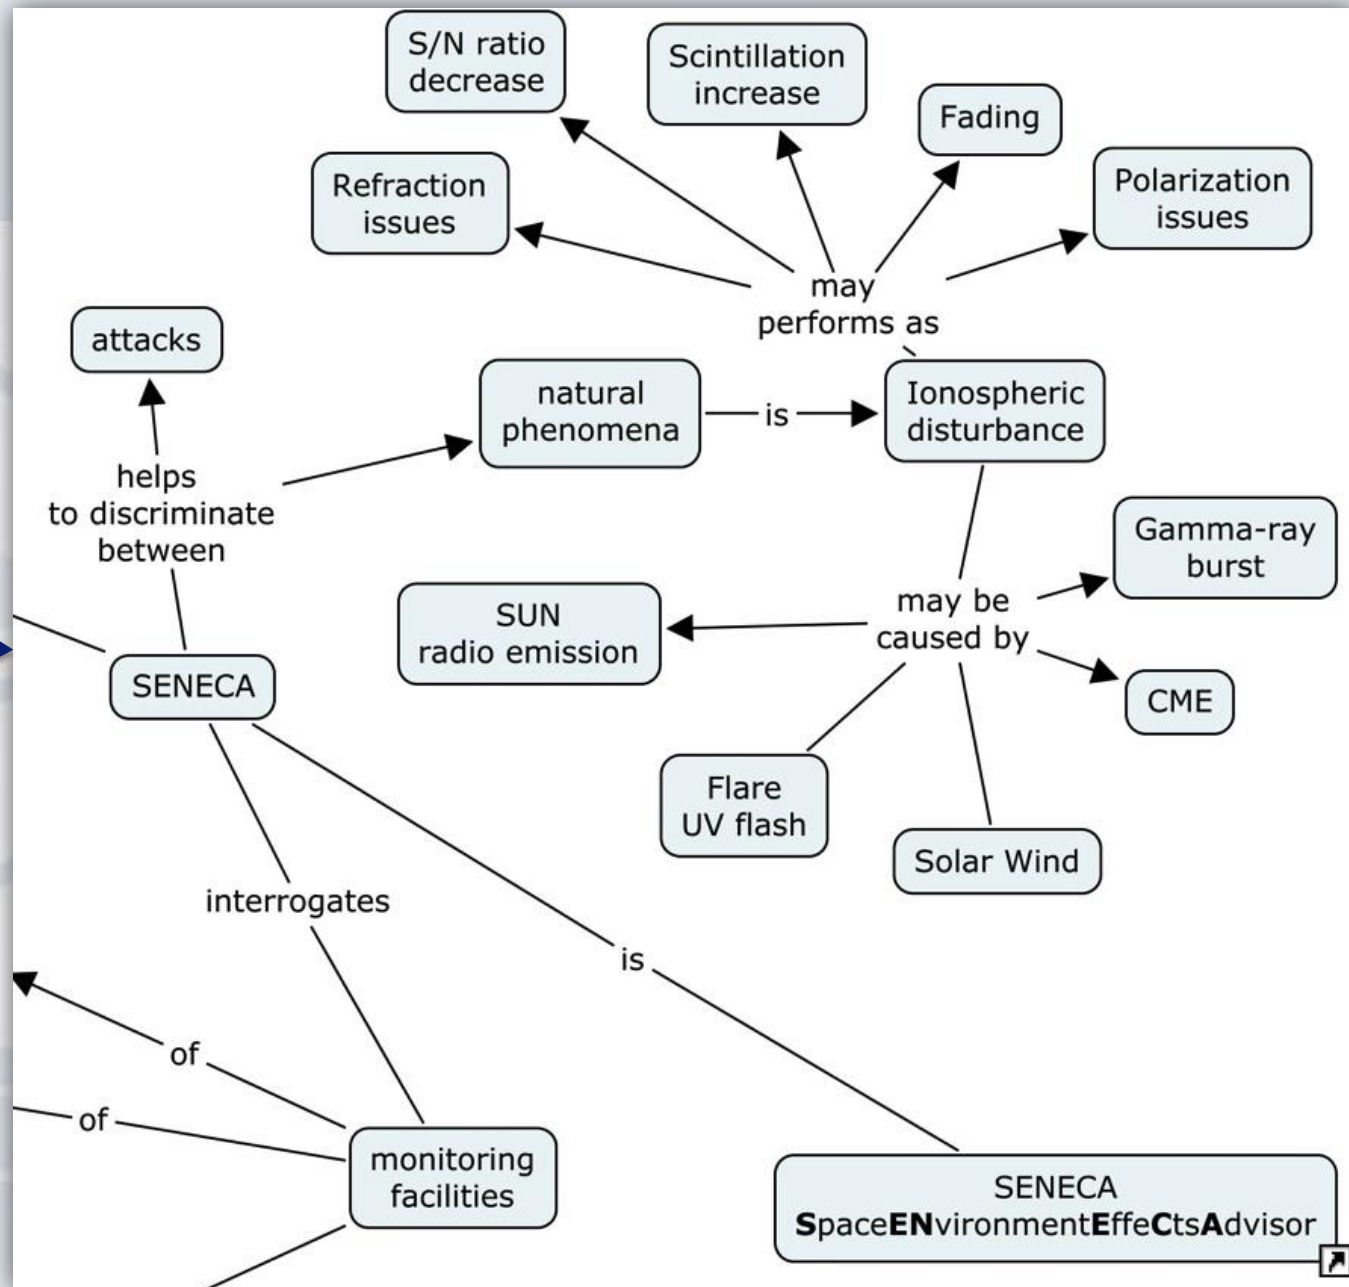 S/N ratio
decrease
Scintillation
increase
Fading
Refraction
issues
Polarization
issues
may
performs as
attacks
natural
phenomena
is
Ionospheric
disturbance
helps
to discriminate
between
Gamma-ray
burst
SUN
radio emission
may be
caused by
SENECA
CME
Flare
UV flash
Solar Wind
interrogates
is
of
of
monitoring
facilities
SENECA
SpaceENvironmentEffeCtsAdvisor